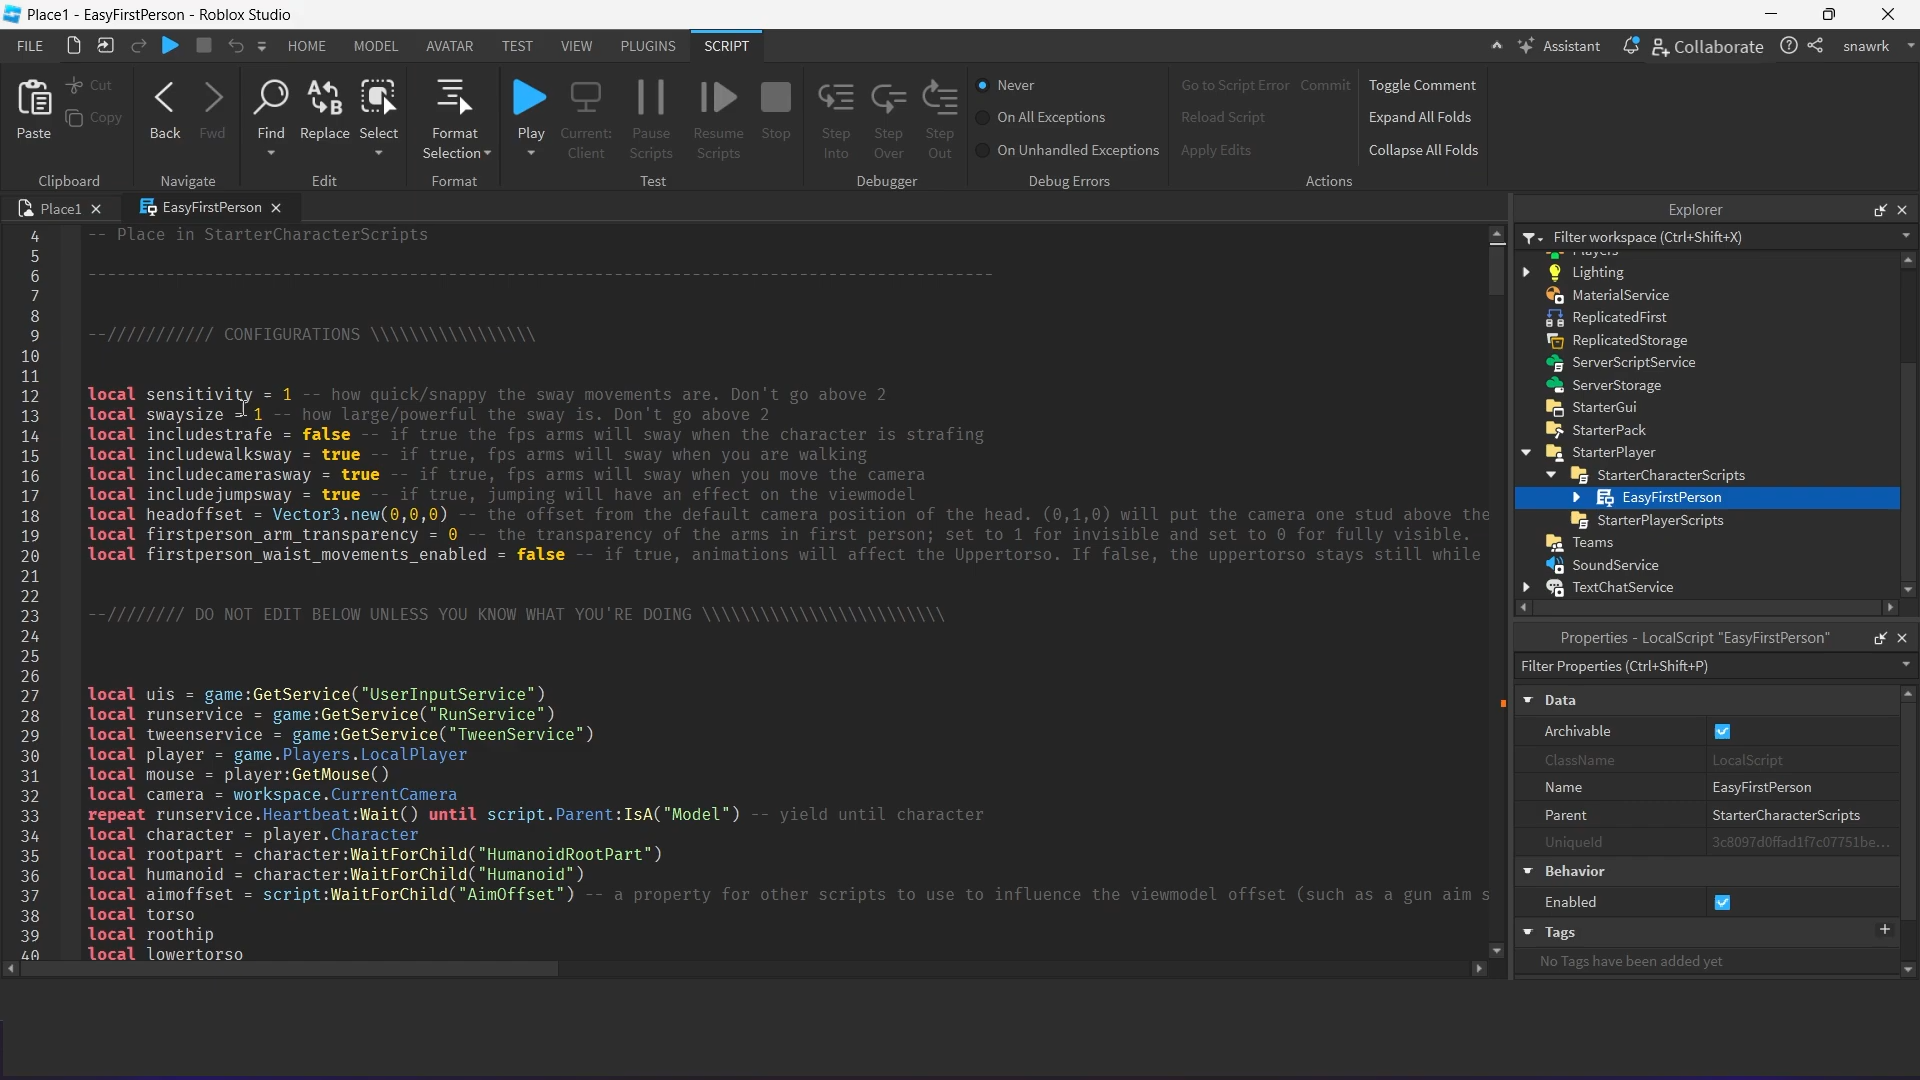 Place1 - EasyFirstPerson - Roblox Studio
FILE HOME MODEL AVATAR TEST VIEW PLUGINS SCRIPT Assistant Collaborate snawrk
Paste Cut Copy Back Fwd Find Replace Select Format Selection Play Current: Client Pause Scripts Resume Scripts Stop Step Into Step Over Step Out
Never Go to Script Error Commit Toggle Comment
On All Exceptions Reload Script Expand All Folds
On Unhandled Exceptions Apply Edits Collapse All Folds
Clipboard Navigate Edit Format Test Debugger Debug Errors Actions
Place1 EasyFirstPerson
4 -- Place in StarterCharacterScripts
5
6 --------------------------------------------------------------------------------------------
7
8
9 --/////////// CONFIGURATIONS \\\\\\\\\\\\\\\\\
10
11
12 local sensitivity = 1 -- how quick/snappy the sway movements are. Don't go above 2
13 local swaysize = 1 -- how large/powerful the sway is. Don't go above 2
14 local includestrafe = false -- if true the fps arms will sway when the character is strafing
15 local includewalksway = true -- if true, fps arms will sway when you are walking
16 local includecamerasway = true -- if true, fps arms will sway when you move the camera
17 local includejumpsway = true -- if true, jumping will have an effect on the viewmodel
18 local headoffset = Vector3.new(0,0,0) -- the offset from the default camera position of the head. (0,1,0) will put the camera one stud above the
19 local firstperson_arm_transparency = 0 -- the transparency of the arms in first person; set to 1 for invisible and set to 0 for fully visible.
20 local firstperson_waist_movements_enabled = false -- if true, animations will affect the Uppertorso. If false, the uppertorso stays still while
21
22
23 --//////// DO NOT EDIT BELOW UNLESS YOU KNOW WHAT YOU'RE DOING \\\\\\\\\\\\\\\\\\\\\\\\\
24
25
26
27 local uis = game:GetService("UserInputService")
28 local runservice = game:GetService("RunService")
29 local tweenservice = game:GetService("TweenService")
30 local player = game.Players.LocalPlayer
31 local mouse = player:GetMouse()
32 local camera = workspace.CurrentCamera
33 repeat runservice.Heartbeat:Wait() until script.Parent:IsA("Model") -- yield until character
34 local character = player.Character
35 local rootpart = character:WaitForChild("HumanoidRootPart")
36 local humanoid = character:WaitForChild("Humanoid")
37 local aimoffset = script:WaitForChild("AimOffset") -- a property for other scripts to use to influence the viewmodel offset (such as a gun aim s
38 local torso
39 local roothip
40 local lowertorso
Explorer
Filter workspace (Ctrl+Shift+X)
Players
Lighting
MaterialService
ReplicatedFirst
ReplicatedStorage
ServerScriptService
ServerStorage
StarterGui
StarterPack
StarterPlayer
StarterCharacterScripts
EasyFirstPerson
StarterPlayerScripts
Teams
SoundService
TextChatService
Properties - LocalScript "EasyFirstPerson"
Filter Properties (Ctrl+Shift+P)
Data
Archivable
ClassName LocalScript
Name EasyFirstPerson
Parent StarterCharacterScripts
UniqueId 3c8097d0ffad1f7c07751be...
Behavior
Enabled
Tags +
No Tags have been added yet